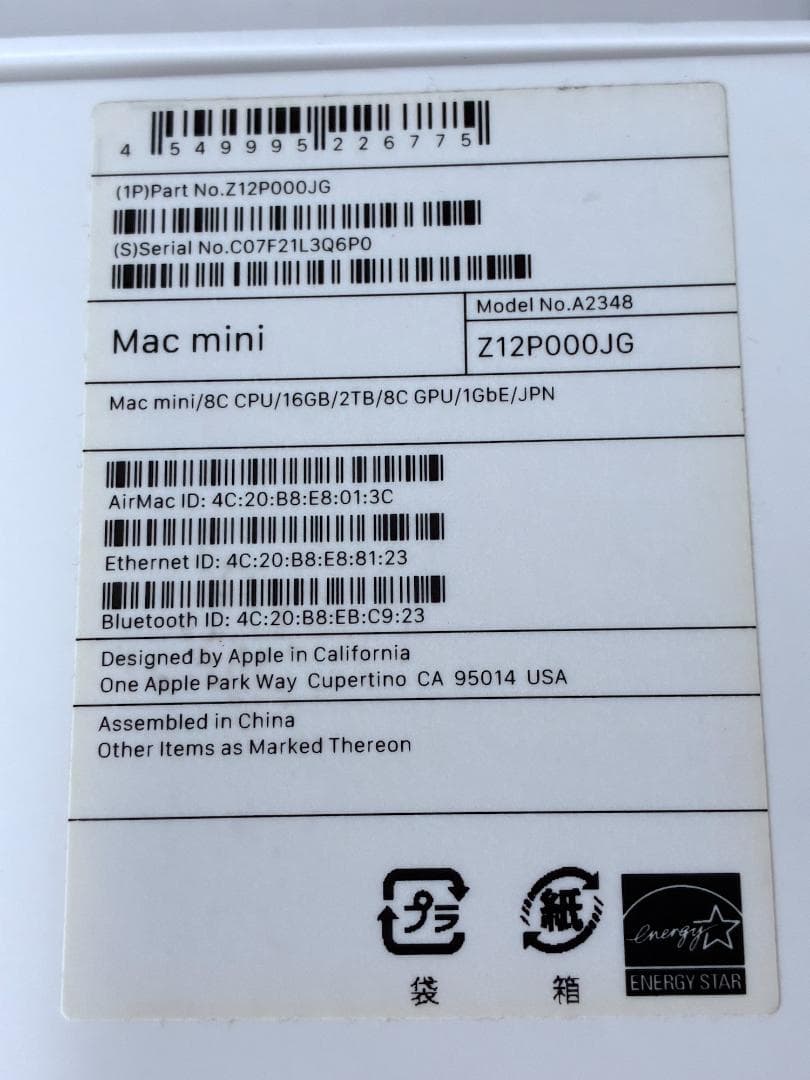 4 549995 226775
(1P)Part No.Z12P000JG
(S)Serial No.C07F21L3Q6P0
Mac mini
Model No.A2348
Z12P000JG
Mac mini/8C CPU/16GB/2TB/8C GPU/1GbE/JPN
AirMac ID: 4C:20:B8:E8:01:3C
Ethernet ID: 4C:20:B8:E8:81:23
Bluetooth ID: 4C:20:B8:EB:C9:23
Designed by Apple in California
One Apple Park Way Cupertino CA 95014 USA
Assembled in China
Other Items as Marked Thereon
プラ
袋
紙
箱
energy
ENERGY STAR